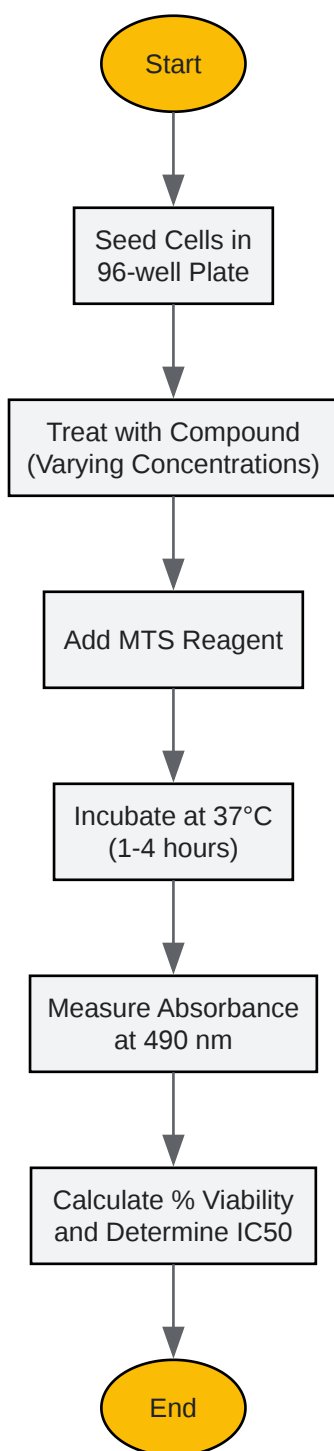 Start
Seed Cells in
96-well Plate
Treat with Compound
(Varying Concentrations)
Add MTS Reagent
Incubate at 37°C
(1-4 hours)
Measure Absorbance
at 490 nm
Calculate % Viability
and Determine IC50
End